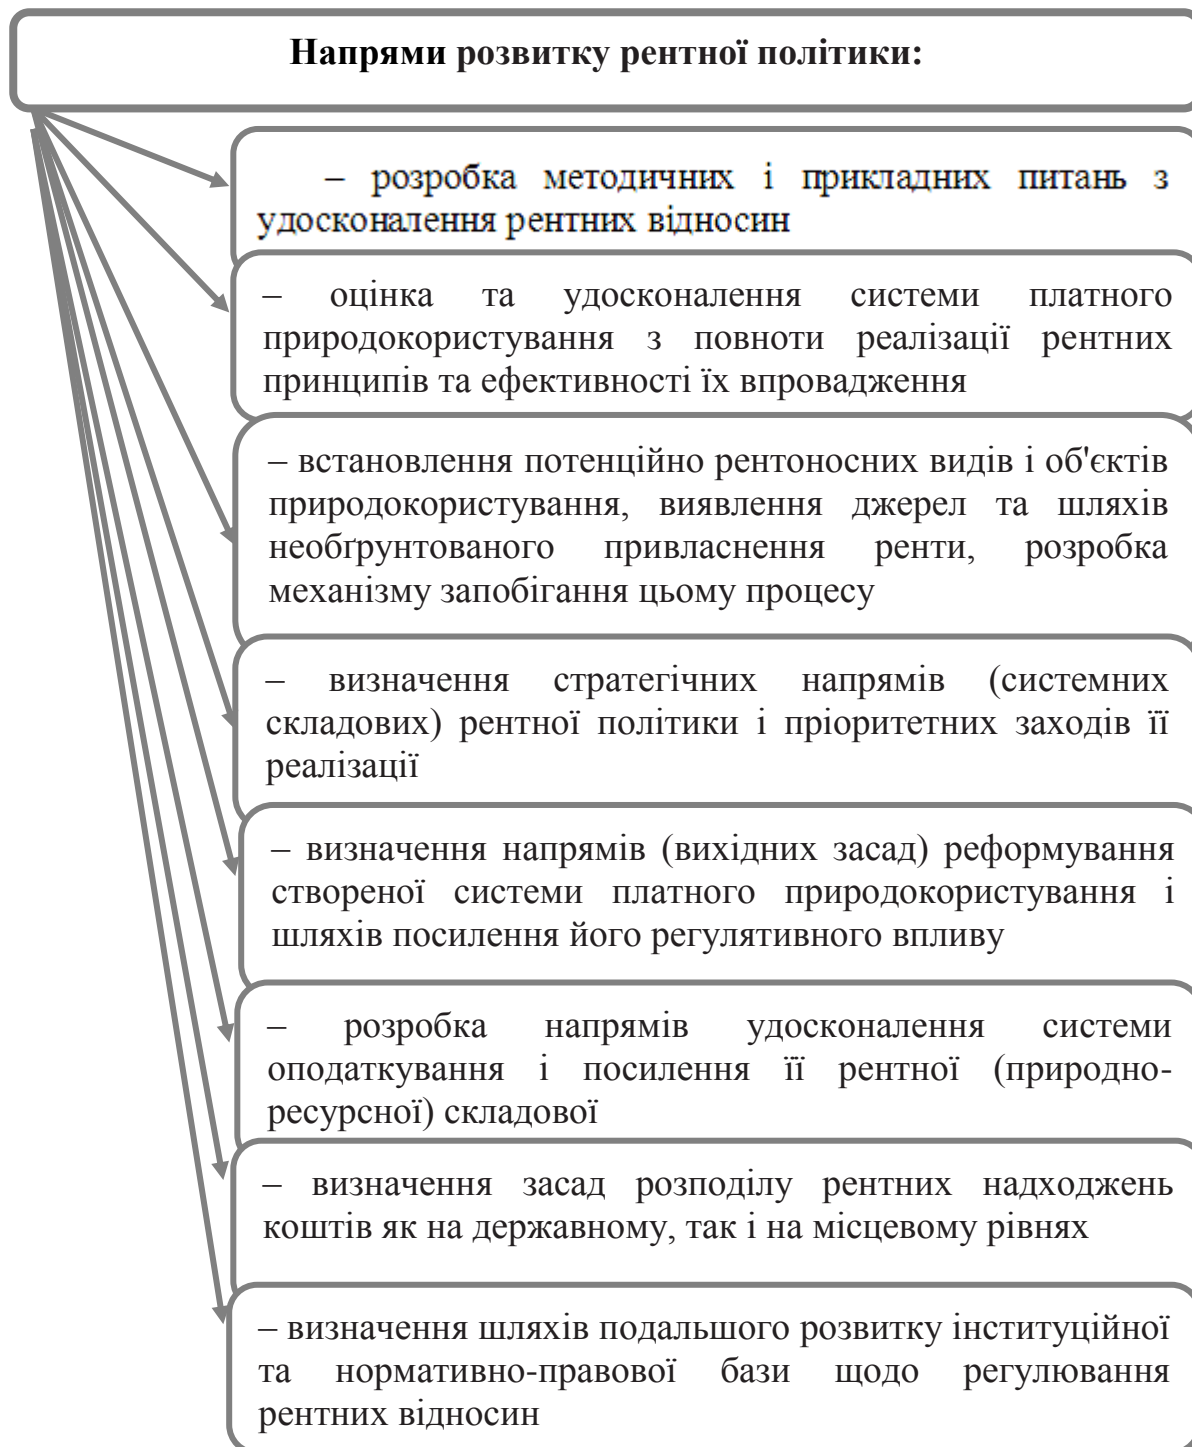 Напрями розвитку рентної політики:
– розробка методичних і прикладних питань з
удосконалення рентних відносин
– оцінка та удосконалення системи платного
природокористування з повноти реалізації рентних
принципів та ефективності їх впровадження
– встановлення потенційно рентоносних видів і об'єктів
природокористування, виявлення джерел та шляхів
необґрунтованого привласнення ренти, розробка
механізму запобігання цьому процесу
– визначення стратегічних напрямів (системних
складових) рентної політики і пріоритетних заходів її
реалізації
– визначення напрямів (вихідних засад) реформування
створеної системи платного природокористування і
шляхів посилення його регулятивного впливу
– розробка напрямів удосконалення системи
оподаткування і посилення її рентної (природно-
ресурсної) складової
– визначення засад розподілу рентних надходжень
коштів як на державному, так і на місцевому рівнях
– визначення шляхів подальшого розвитку інституційної
та нормативно-правової бази щодо регулювання
рентних відносин